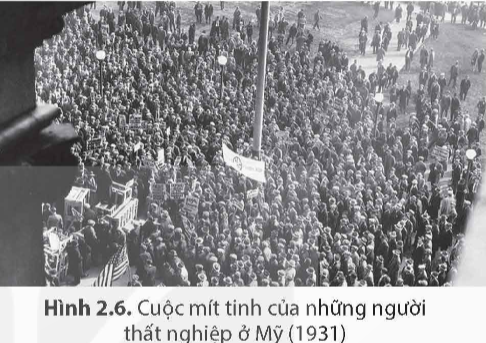 Hình 2.6. Cuộc mít tinh của những người
thất nghiệp ở Mỹ (1931)